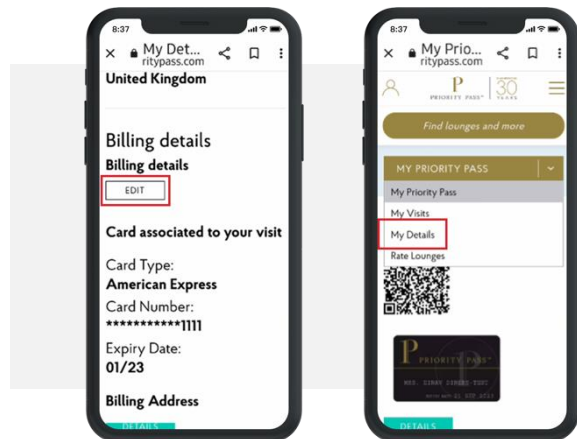 8:37
My Det...
ritypass.com
United Kingdom
Billing details
Billing details
EDIT
Card associated to your visit
Card Type:
American Express
Card Number:
***********1111
Expiry Date:
01/23
Billing Address
DETAILS
8:37
My Prio...
ritypass.com
P
PRIORITY PASS™
30
YEARS
Find lounges and more
MY PRIORITY PASS
My Priority Pass
My Visits
My Details
Rate Lounges
PRIORITY PASS™
DETAILS